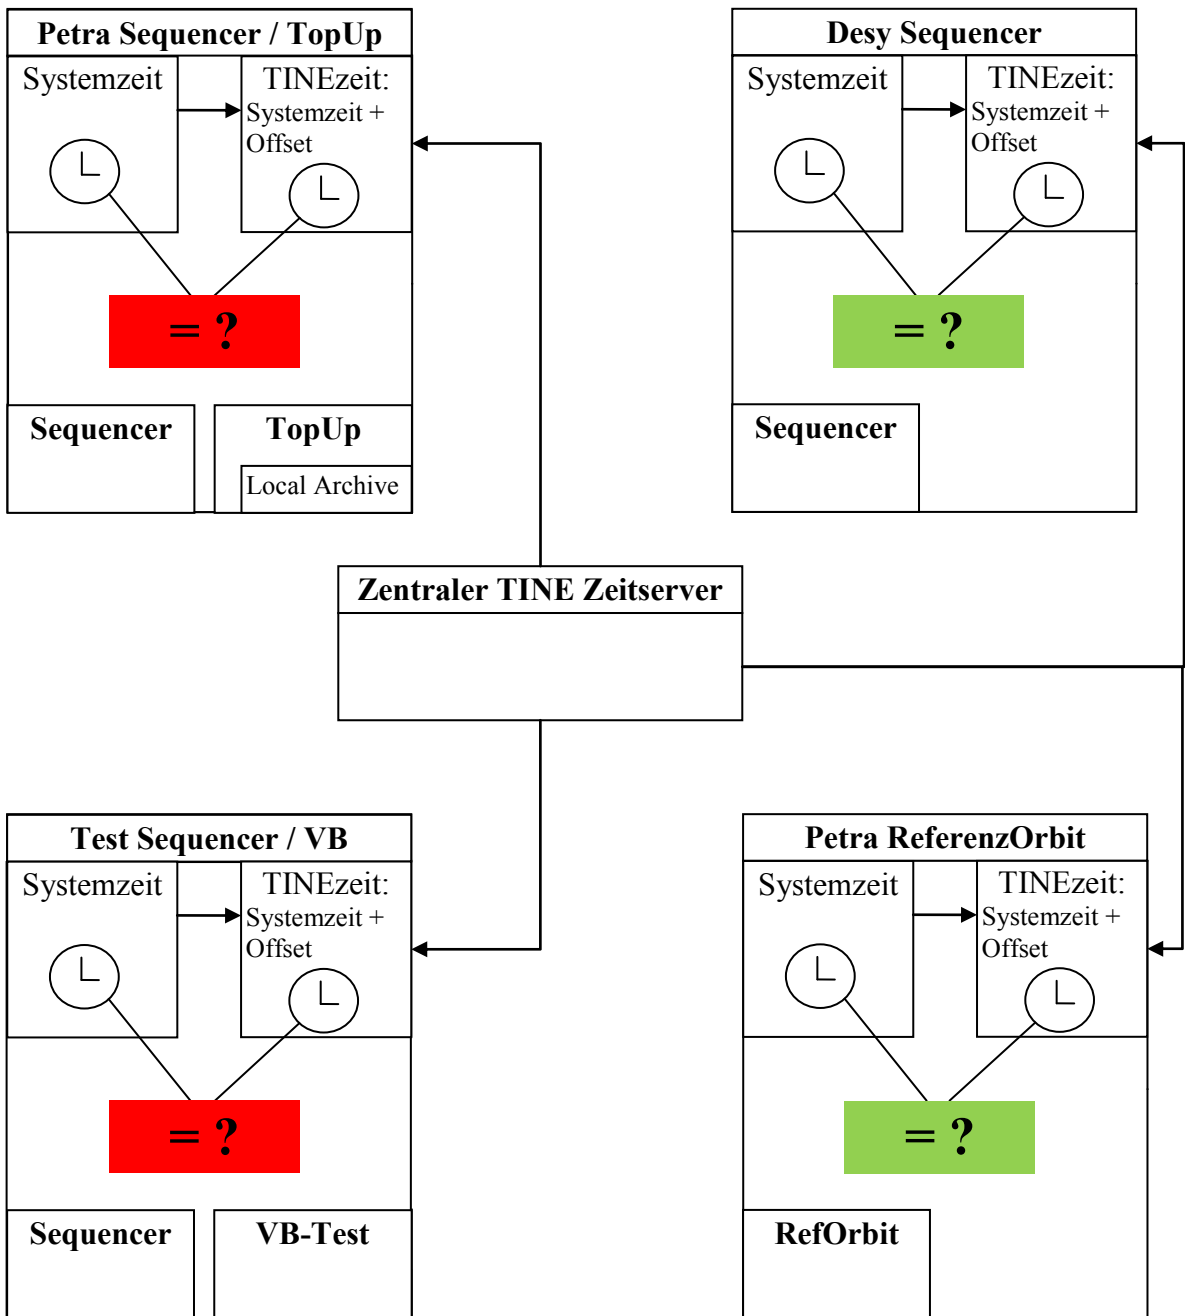 Petra Sequencer / TopUp
Systemzeit
TINEzeit:
Systemzeit +
Offset
= ?
Sequencer
TopUp
Local Archive
Desy Sequencer
Systemzeit
TINEzeit:
Systemzeit +
Offset
= ?
Sequencer
Zentraler TINE Zeitserver
Test Sequencer / VB
Systemzeit
TINEzeit:
Systemzeit +
Offset
= ?
Sequencer
VB-Test
Petra ReferenzOrbit
Systemzeit
TINEzeit:
Systemzeit +
Offset
= ?
RefOrbit